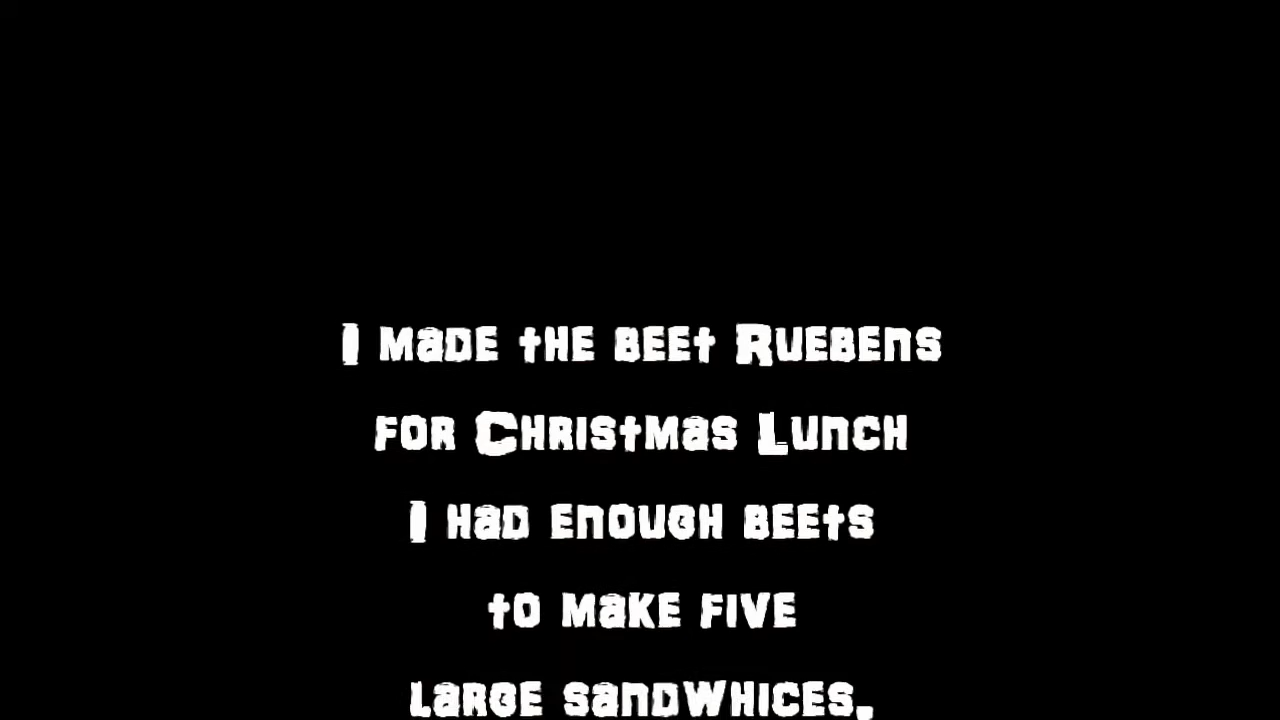 I made the beet Ruebens
for Christmas Lunch
I had enough beets
to make five
large sandwhices.